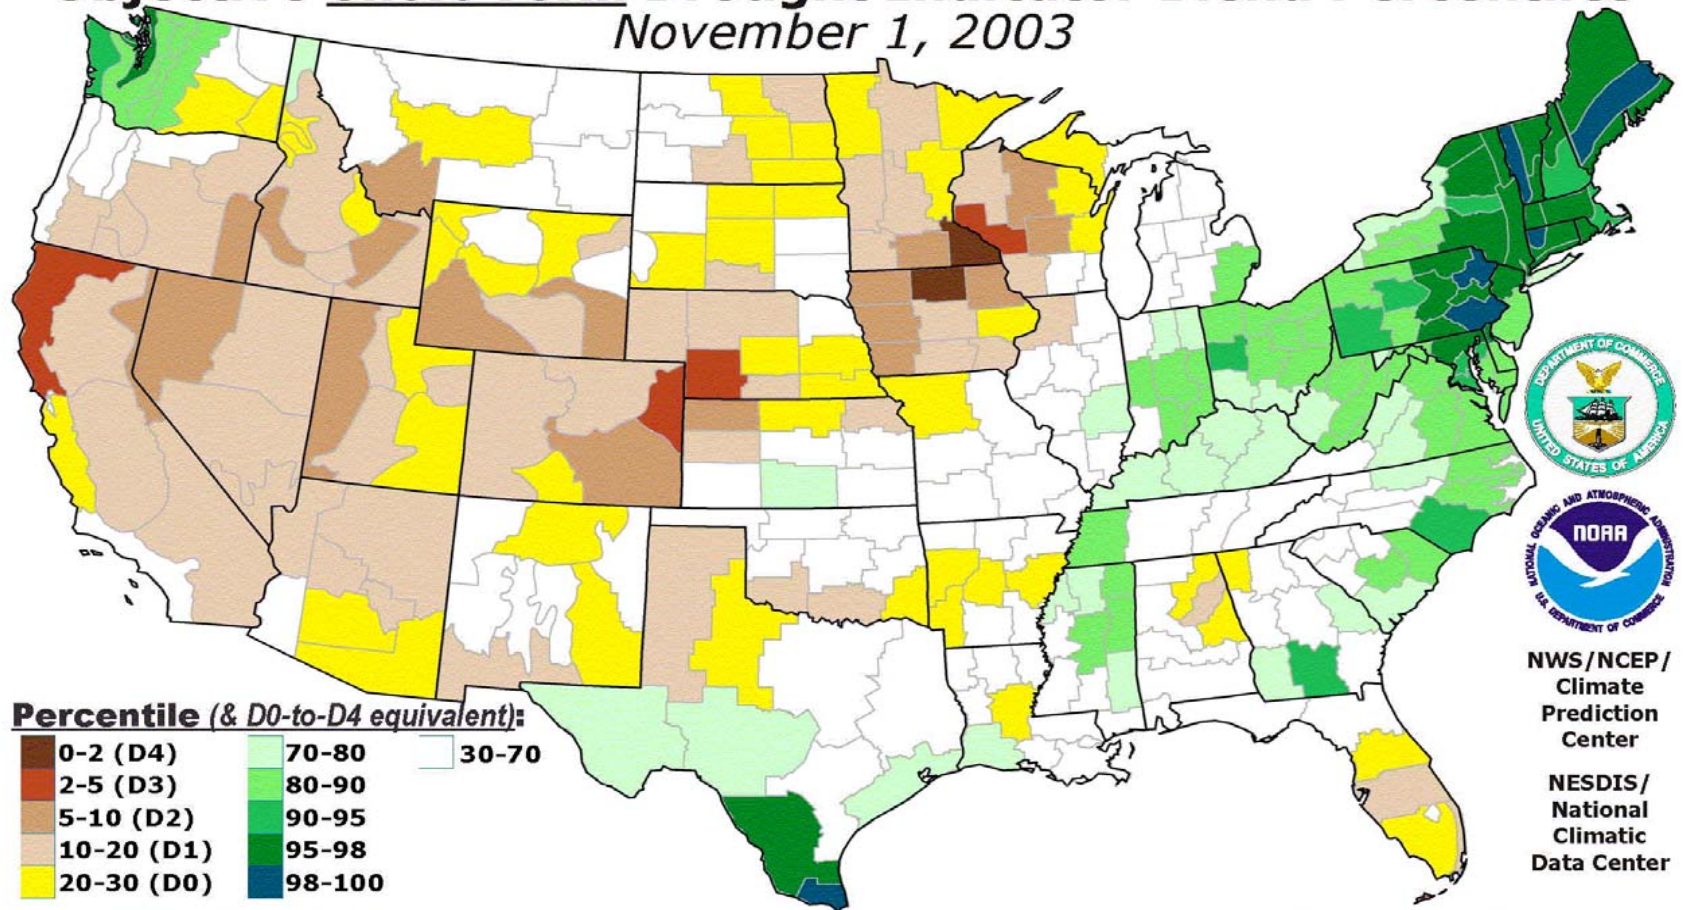 November 1, 2003
DEPARTMENT OF COMMERCE
UNITED STATES OF AMERICA
NATIONAL OCEANIC AND ATMOSPHERIC ADMINISTRATION
NOAA
U.S. DEPARTMENT OF COMMERCE
NWS/NCEP/
Climate
Prediction
Center
NESDIS/
National
Climatic
Data Center
Percentile (& D0-to-D4 equivalent):
0-2 (D4)
2-5 (D3)
5-10 (D2)
10-20 (D1)
20-30 (D0)
70-80
80-90
90-95
95-98
98-100
30-70